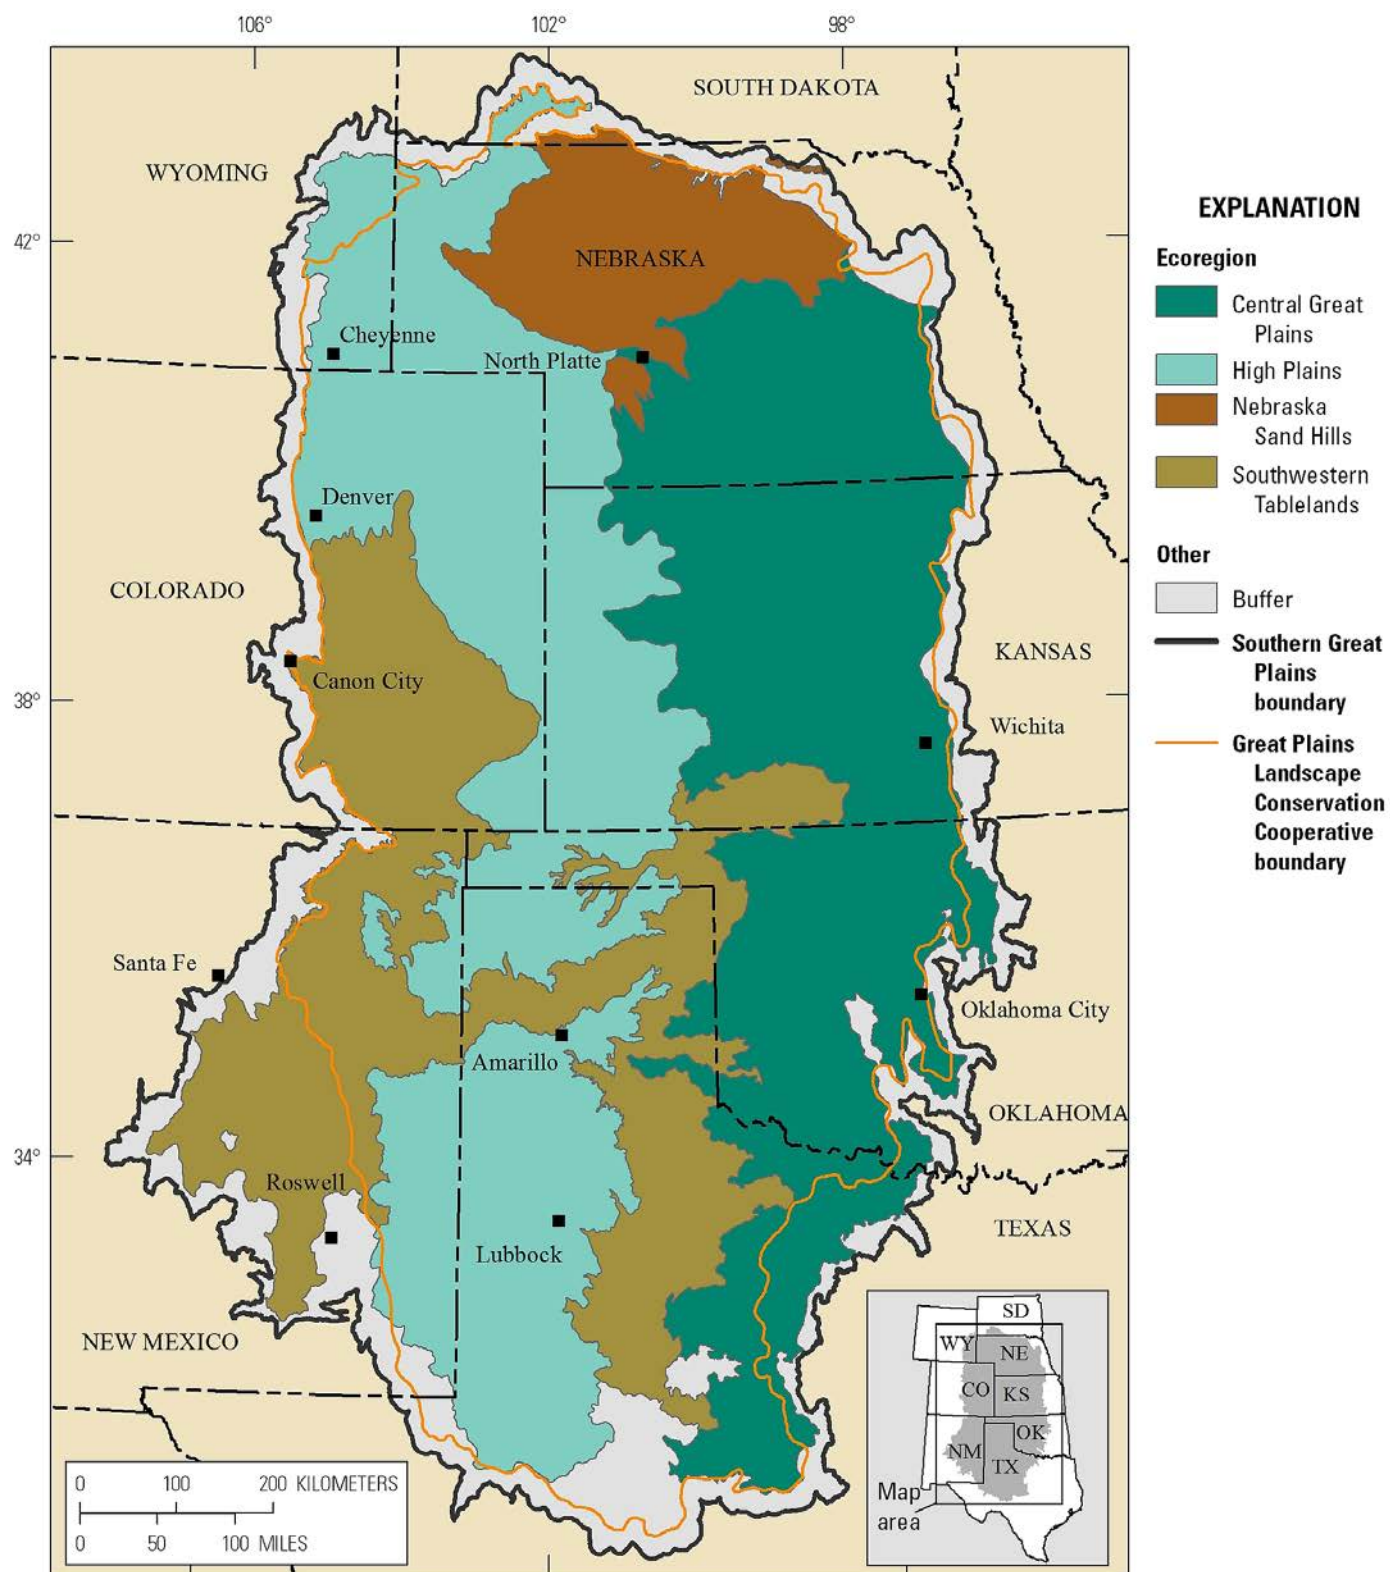 106° 102° 98°
SOUTH DAKOTA
WYOMING
42°
NEBRASKA
Cheyenne
North Platte
Denver
COLORADO
KANSAS
Canon City
38°
Wichita
Santa Fe
Oklahoma City
Amarillo
OKLAHOMA
34°
Roswell
TEXAS
Lubbock
NEW MEXICO
0 100 200 KILOMETERS
0 50 100 MILES
SD
WY
NE
CO
KS
OK
NM
TX
Map
area
EXPLANATION
Ecoregion
Central Great
Plains
High Plains
Nebraska
Sand Hills
Southwestern
Tablelands
Other
Buffer
Southern Great
Plains
boundary
Great Plains
Landscape
Conservation
Cooperative
boundary